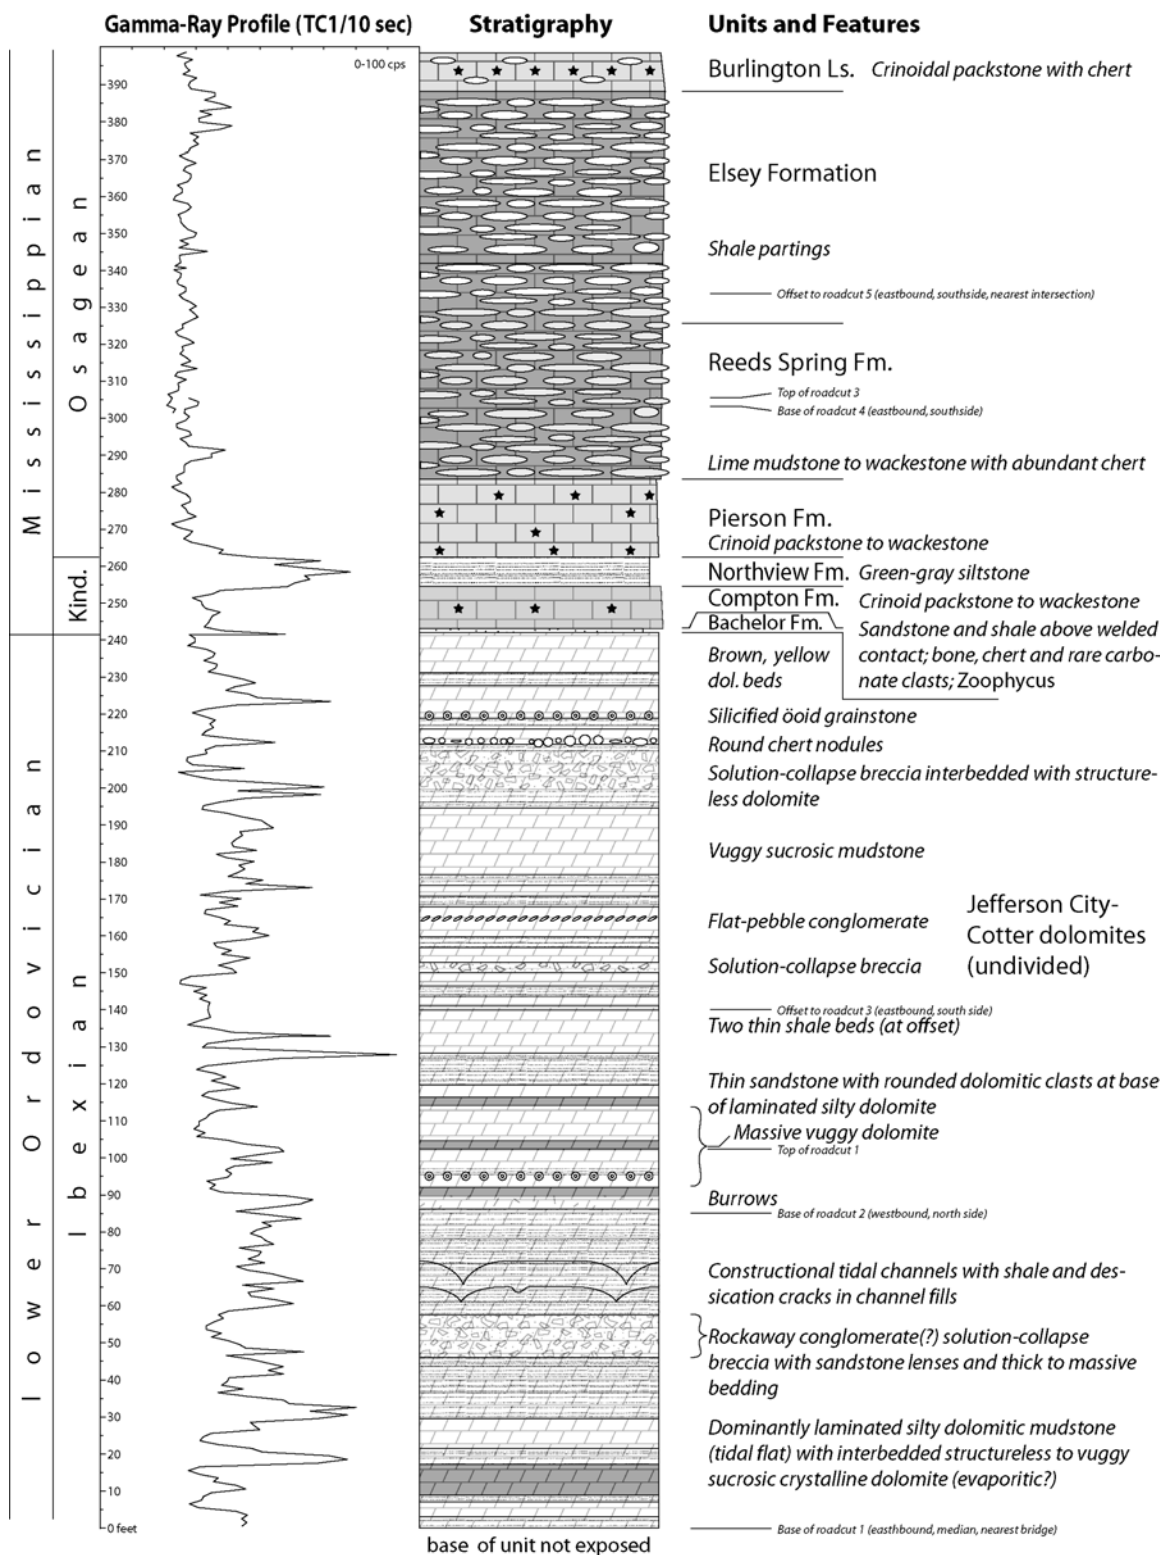 Gamma-Ray Profile (TC1/10 sec)
Stratigraphy
Units and Features
0-100 cps
Mississippian
Osagean
Kind.
lower Ordovician
Ibexian
390
380
370
360
350
340
330
320
310
300
290
280
270
260
250
240
230
220
210
200
190
180
170
160
150
140
130
120
110
100
90
80
70
60
50
40
30
20
10
0 feet
Burlington Ls. Crinoidal packstone with chert
Elsey Formation
Shale partings
Offset to roadcut 5 (eastbound, southside, nearest intersection)
Reeds Spring Fm.
Top of roadcut 3
Base of roadcut 4 (eastbound, southside)
Lime mudstone to wackestone with abundant chert
Pierson Fm.
Crinoid packstone to wackestone
Northview Fm. Green-gray siltstone
Compton Fm. Crinoid packstone to wackestone
Bachelor Fm. Sandstone and shale above welded
contact; bone, chert and rare carbo-
nate clasts; Zoophycus
Brown, yellow
dol. beds
Silicified öoid grainstone
Round chert nodules
Solution-collapse breccia interbedded with structure-
less dolomite
Vuggy sucrosic mudstone
Flat-pebble conglomerate
Jefferson City-
Cotter dolomites
(undivided)
Solution-collapse breccia
Offset to roadcut 3 (eastbound, south side)
Two thin shale beds (at offset)
Thin sandstone with rounded dolomitic clasts at base
of laminated silty dolomite
Massive vuggy dolomite
Top of roadcut 1
Burrows
Base of roadcut 2 (westbound, north side)
Constructional tidal channels with shale and des-
sication cracks in channel fills
Rockaway conglomerate(?) solution-collapse
breccia with sandstone lenses and thick to massive
bedding
Dominantly laminated silty dolomitic mudstone
(tidal flat) with interbedded structureless to vuggy
sucrosic crystalline dolomite (evaporitic?)
Base of roadcut 1 (easthbound, median, nearest bridge)
base of unit not exposed